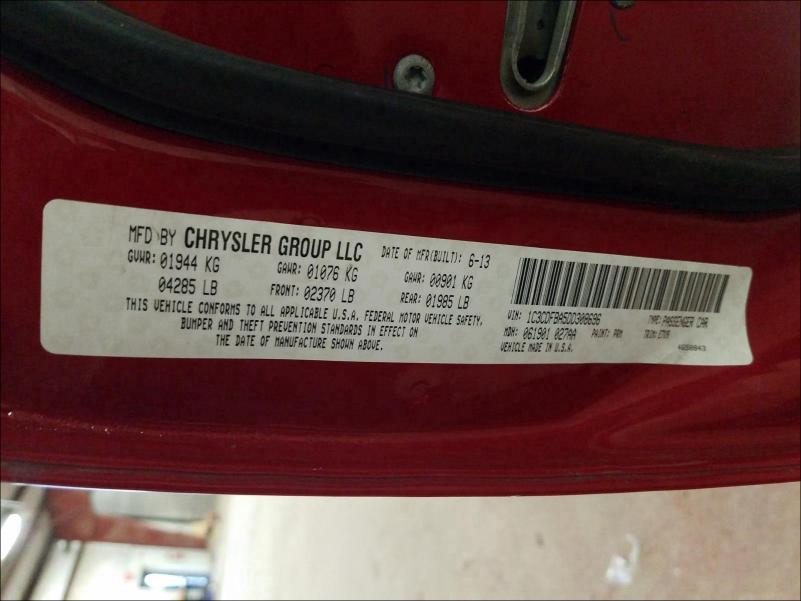 MFD BY CHRYSLER GROUP LLC DATE OF MFR(BUILT): 6-13
GVWR: 01944 KG GAWR: 01076 KG GAWR: 00901 KG
04285 LB FRONT: 02370 LB REAR: 01985 LB
THIS VEHICLE CONFORMS TO ALL APPLICABLE U.S.A. FEDERAL MOTOR VEHICLE SAFETY,
BUMPER AND THEFT PREVENTION STANDARDS IN EFFECT ON
THE DATE OF MANUFACTURE SHOWN ABOVE.
VIN: 1C3CDFBA5DD308696 TYPE: PASSENGER CAR
MDH: 061901 027AA PAINT: PRM TRIM:
VEHICLE MADE IN U.S.A.